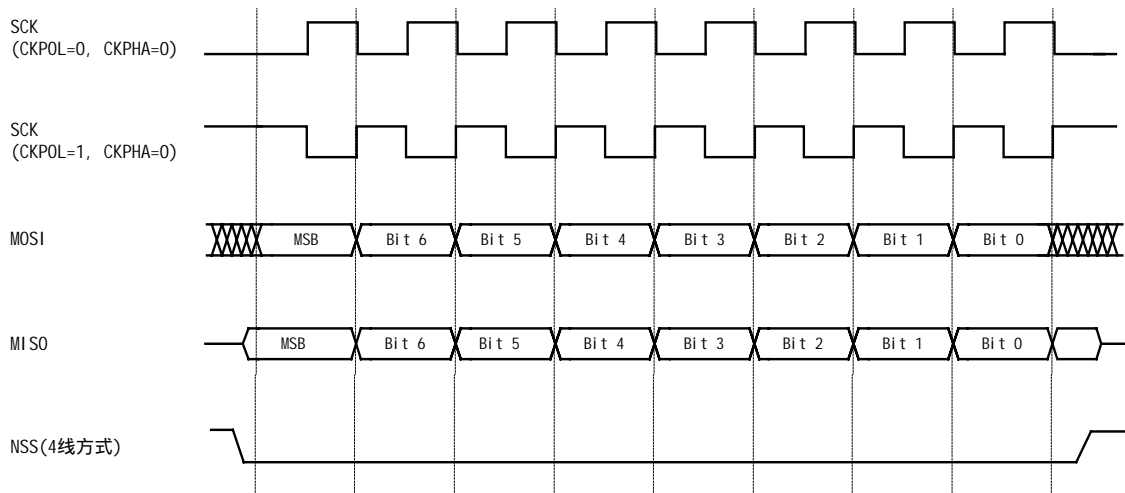 SCK
(CKPOL=0, CKPHA=0)
SCK
(CKPOL=1, CKPHA=0)
MOSI
MSB Bit 6 Bit 5 Bit 4 Bit 3 Bit 2 Bit 1 Bit 0
MISO
MSB Bit 6 Bit 5 Bit 4 Bit 3 Bit 2 Bit 1 Bit 0
NSS(4线方式)